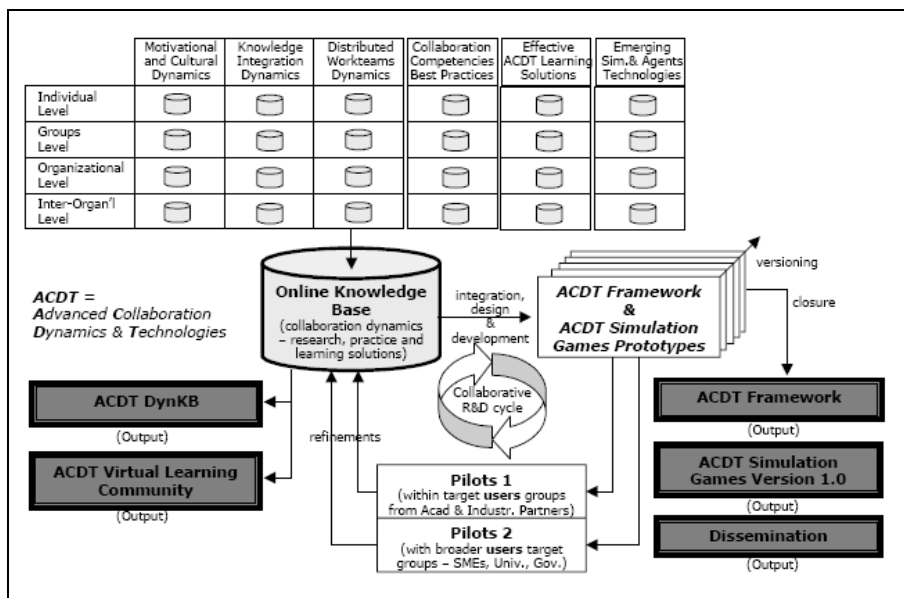 Motivational
and Cultural
Dynamics
Knowledge
Integration
Dynamics
Distributed
Workteams
Dynamics
Collaboration
Competencies
Best Practices
Effective
ACDT Learning
Solutions
Emerging
Sim.& Agents
Technologies
Individual
Level
Groups
Level
Organizational
Level
Inter-Organ'l
Level
ACDT =
Advanced Collaboration
Dynamics & Technologies
Online Knowledge
Base
(collaboration dynamics
– research, practice and
learning solutions)
integration,
design
&
development
ACDT Framework
&
ACDT Simulation
Games Prototypes
versioning
closure
Collaborative
R&D cycle
refinements
ACDT DynKB
(Output)
ACDT Virtual Learning
Community
(Output)
Pilots 1
(within target users groups
from Acad & Industr. Partners)
Pilots 2
(with broader users target
groups – SMEs, Univ., Gov.)
ACDT Framework
(Output)
ACDT Simulation
Games Version 1.0
(Output)
Dissemination
(Output)